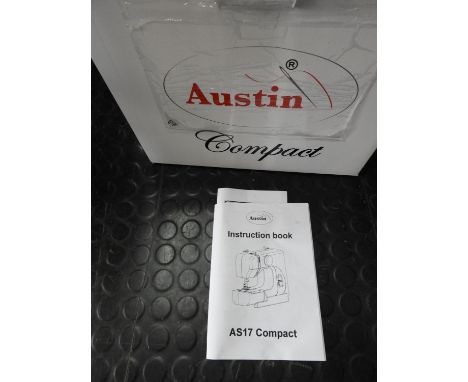 ®
Austin
Compact
Austin
Instruction book
AS17 Compact